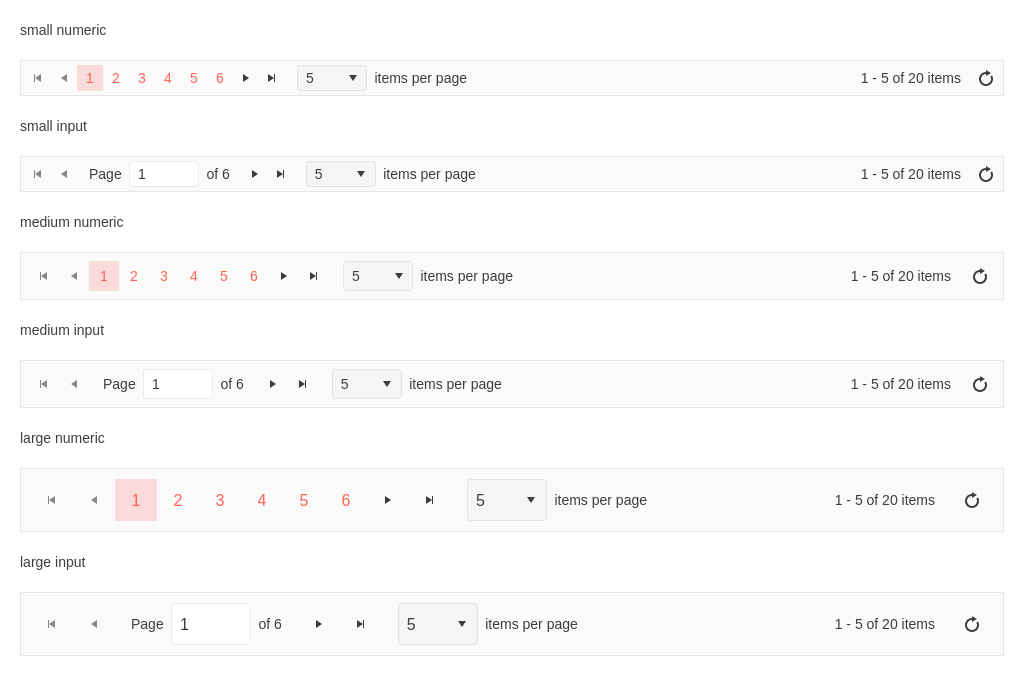 small numeric
1 2 3 4 5 6 5 items per page 1 - 5 of 20 items
small input
Page 1 of 6 5 items per page 1 - 5 of 20 items
medium numeric
1 2 3 4 5 6 5 items per page 1 - 5 of 20 items
medium input
Page 1 of 6 5 items per page 1 - 5 of 20 items
large numeric
1 2 3 4 5 6 5 items per page 1 - 5 of 20 items
large input
Page 1 of 6 5 items per page 1 - 5 of 20 items